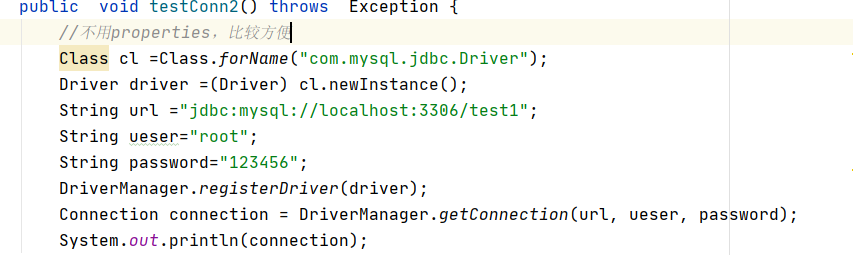 public  void testConn2() throws  Exception {
//不用properties，比较方便
Class cl =Class.forName("com.mysql.jdbc.Driver");
Driver driver =(Driver) cl.newInstance();
String url ="jdbc:mysql://localhost:3306/test1";
String ueser="root";
String password="123456";
DriverManager.registerDriver(driver);
Connection connection = DriverManager.getConnection(url, ueser, password);
System.out.println(connection);